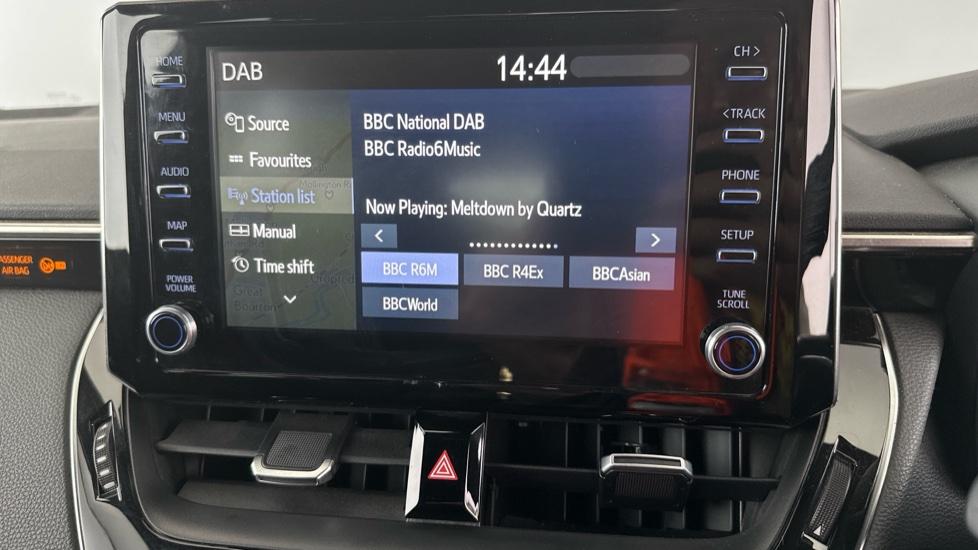 HOME
MENU
AUDIO
MAP
POWER
VOLUME
PASSENGER
AIR BAG
DAB
14:44
Source
Favourites
Station list
Manual
Time shift
BBC National DAB
BBC Radio6Music
Now Playing: Meltdown by Quartz
<
>
BBC R6M
BBC R4Ex
BBCAsian
BBCWorld
CH >
< TRACK
PHONE
SETUP
TUNE
SCROLL